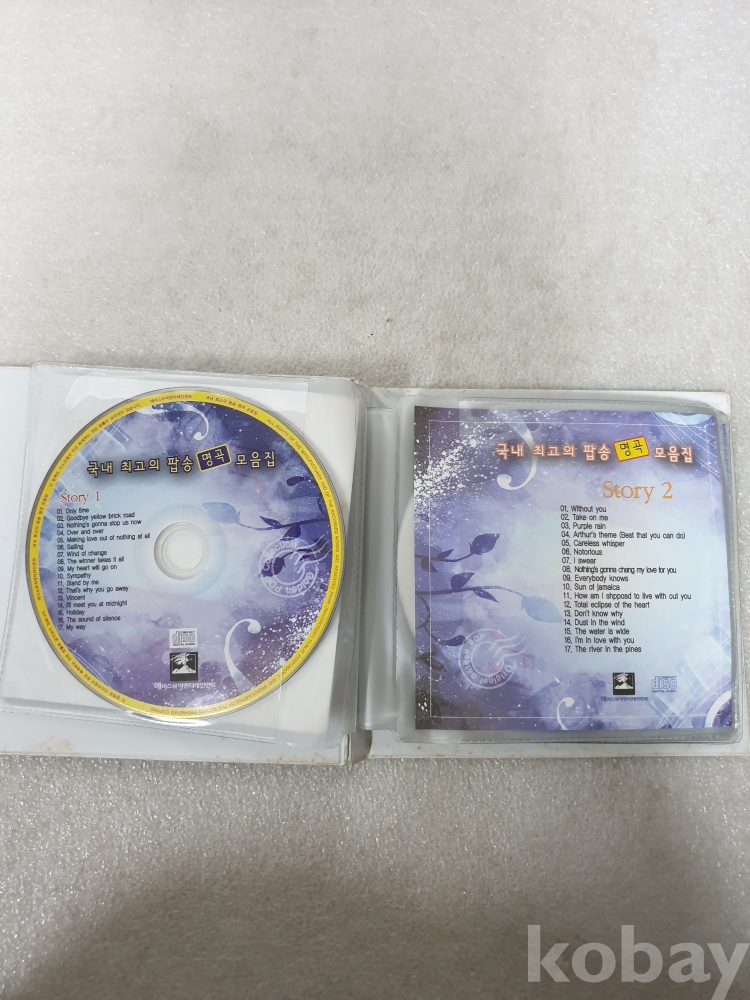 국내 최고의 팝송 명곡 모음집
Story 1
01. Only time
02. Goodbye yellow brick road
03. Nothing's gonna stop us now
04. Over and over
05. Making love out of nothing at all
06. Sailing
07. Wind of change
08. The winner takes it all
09. My heart will go on
10. Sympathy
11. Stand by me
12. That's why you go away
13. Vincent
14. I'll meet you at midnight
15. Holiday
16. The sound of silence
17. My way
COMPACT
disc
DIGITAL AUDIO
국내 최고의 팝송 명곡 모음집
Story 2
01. Without you
02. Take on me
03. Purple rain
04. Arthur's theme (Best that you can do)
05. Careless whisper
06. Notorious
07. I swear
08. Nothing's gonna chang my love for you
09. Everybody knows
10. Sun of jamaica
11. How am I shpposed to live with out you
12. Total eclipse of the heart
13. Don't know why
14. Dust in the wind
15. The water is wide
16. I'm in love with you
17. The river in the pines
COMPACT
disc
DIGITAL AUDIO
kobay